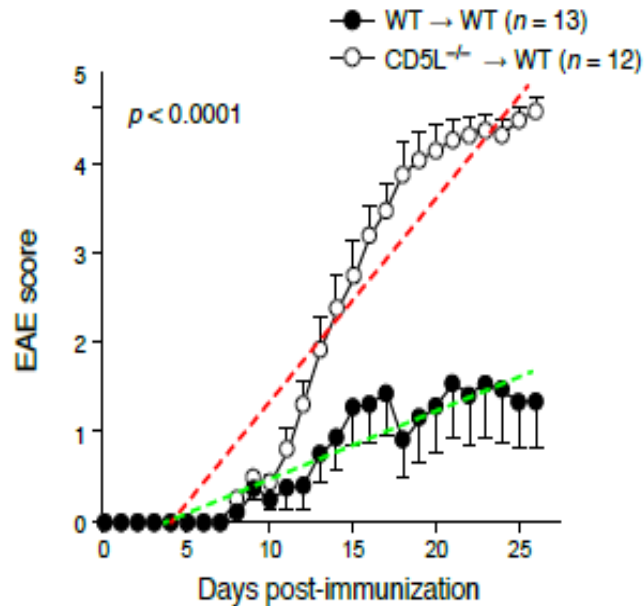 WT → WT (n = 13)
CD5L⁻/⁻ → WT (n = 12)
p < 0.0001
5
4
3
2
1
0
EAE score
0 5 10 15 20 25
Days post-immunization